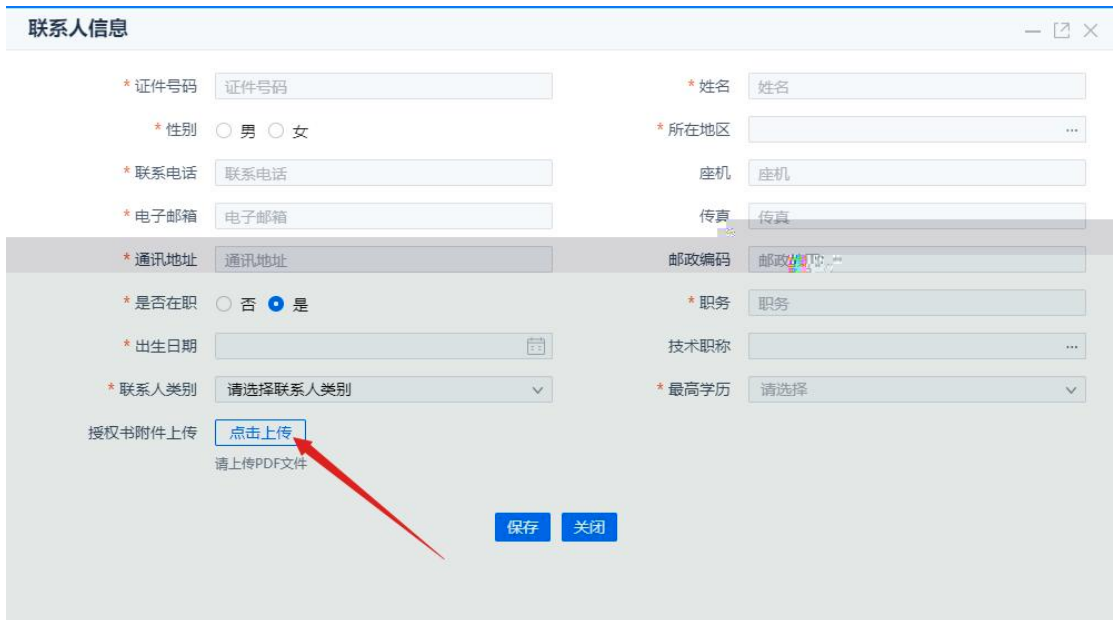 联系人信息
* 证件号码 证件号码 * 姓名 姓名
* 性别 男 女 * 所在地区 ...
* 联系电话 联系电话 座机 座机
* 电子邮箱 电子邮箱 传真 传真
* 通讯地址 通讯地址 邮政编码 邮政
* 是否在职 否 是 * 职务 职务
* 出生日期 技术职称 ...
* 联系人类别 请选择联系人类别 * 最高学历 请选择
授权书附件上传 点击上传
请上传PDF文件
保存 关闭